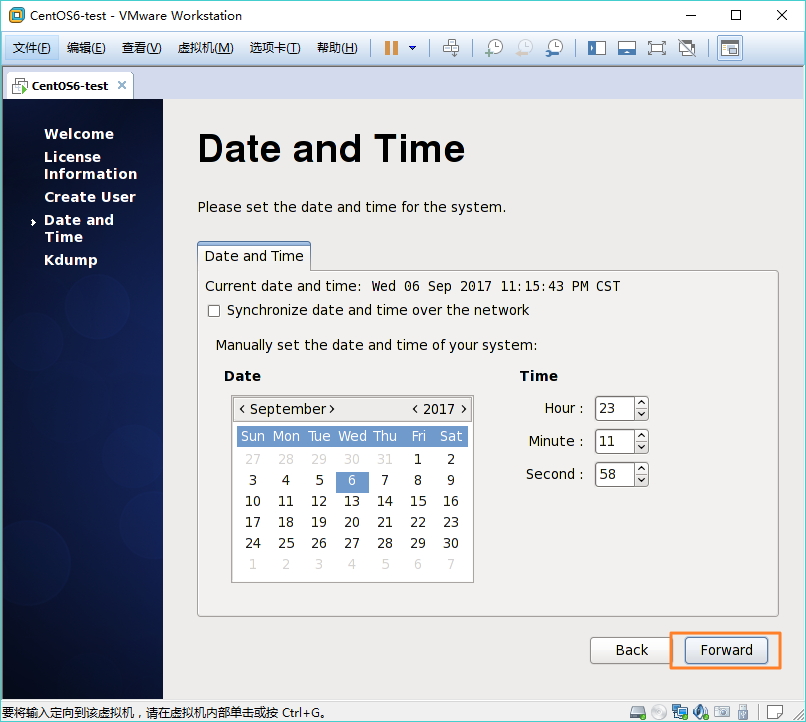 CentOS6-test - VMware Workstation
文件(F) 编辑(E) 查看(V) 虚拟机(M) 选项卡(T) 帮助(H)
CentOS6-test
Welcome
License
Information
Create User
Date and
Time
Kdump
Date and Time
Please set the date and time for the system.
Date and Time
Current date and time: Wed 06 Sep 2017 11:15:43 PM CST
Synchronize date and time over the network
Manually set the date and time of your system:
Date
< September > < 2017 >
Sun Mon Tue Wed Thu Fri Sat
27 28 29 30 31 1 2
3 4 5 6 7 8 9
10 11 12 13 14 15 16
17 18 19 20 21 22 23
24 25 26 27 28 29 30
1 2 3 4 5 6 7
Time
Hour : 23
Minute : 11
Second : 58
Back Forward
要将输入定向到该虚拟机，请在虚拟机内部单击或按 Ctrl+G。